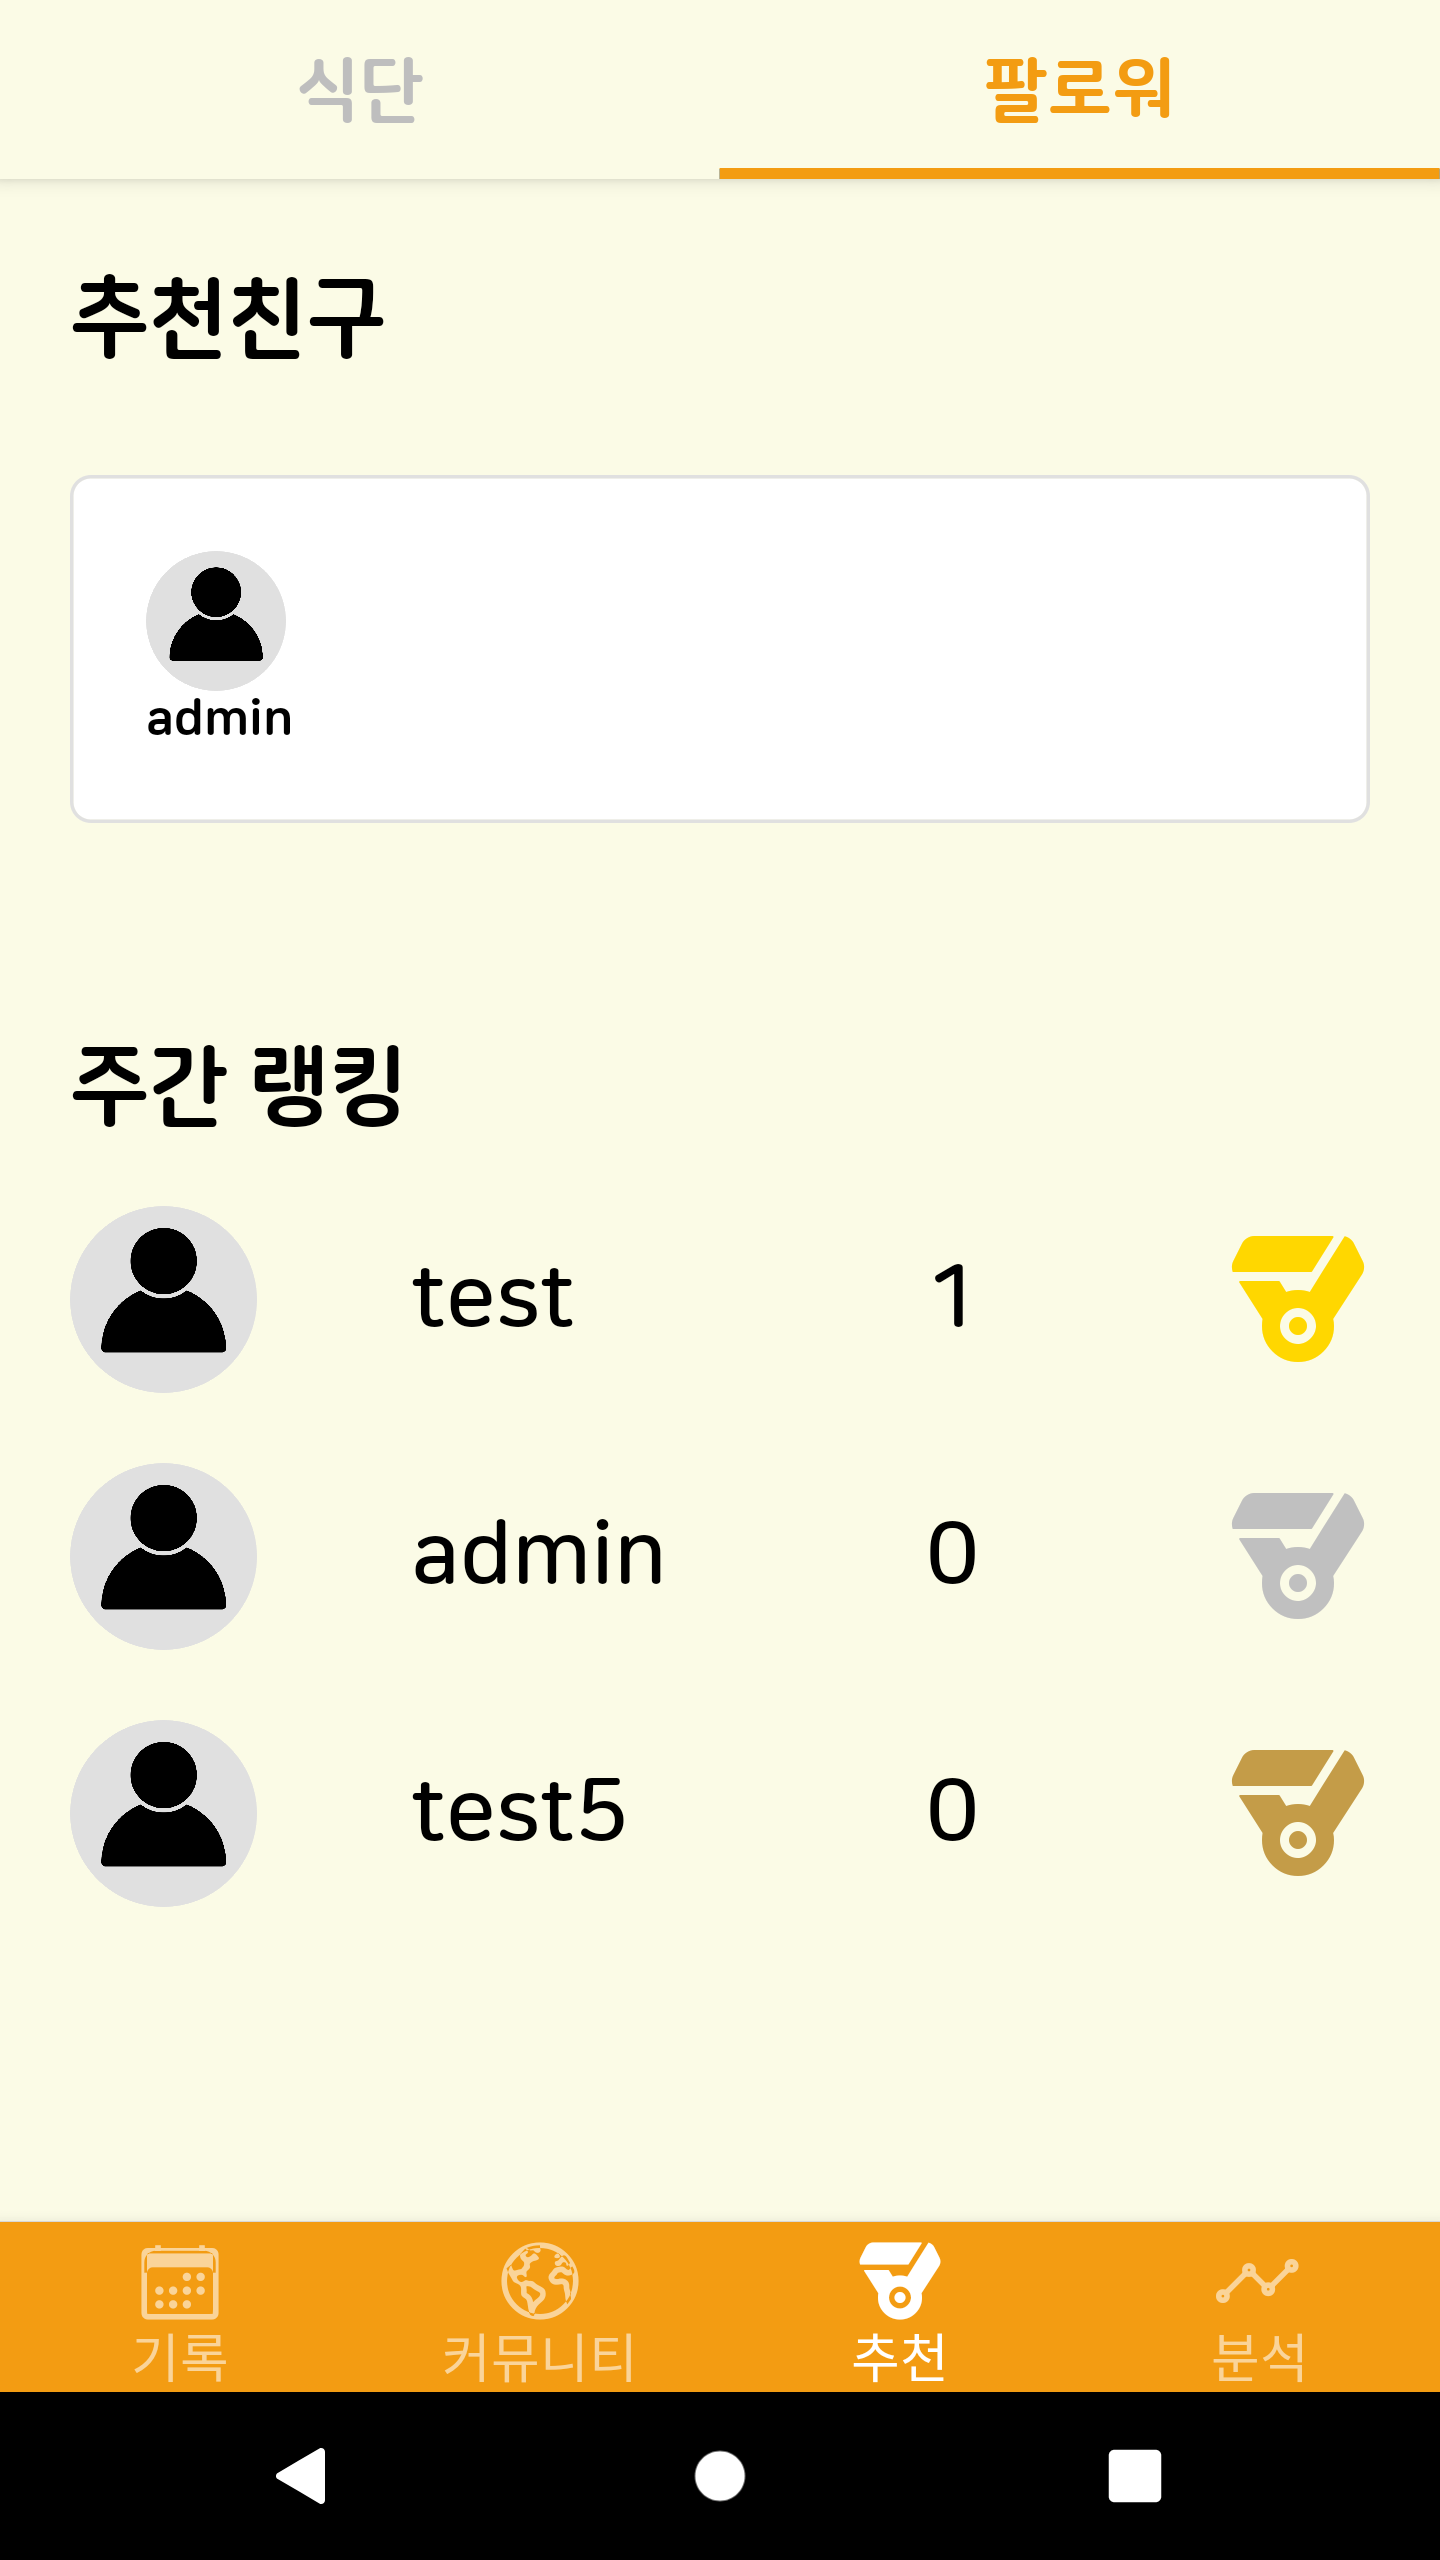 식단 팔로워
추천친구
admin
주간 랭킹
test 1
admin 0
test5 0
기록 커뮤니티 추천 분석